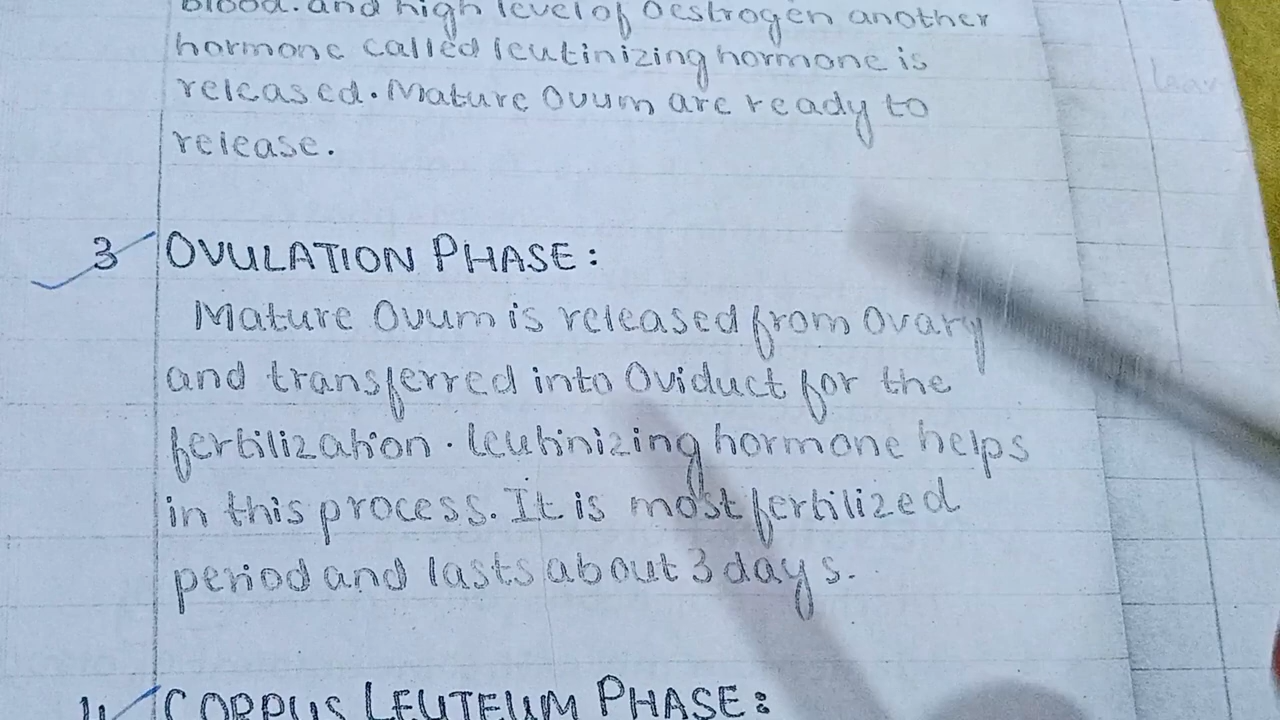 blood. and high level of Oestrogen another
hormone called leutinizing hormone is
released. Mature Ovum are ready to
release.
3 OVULATION PHASE:
Mature Ovum is released from Ovary
and transferred into Oviduct for the
fertilization. leutinizing hormone helps
in this process. It is most fertilized
period and lasts about 3 days.
4 CORPUS LEUTEUM PHASE: